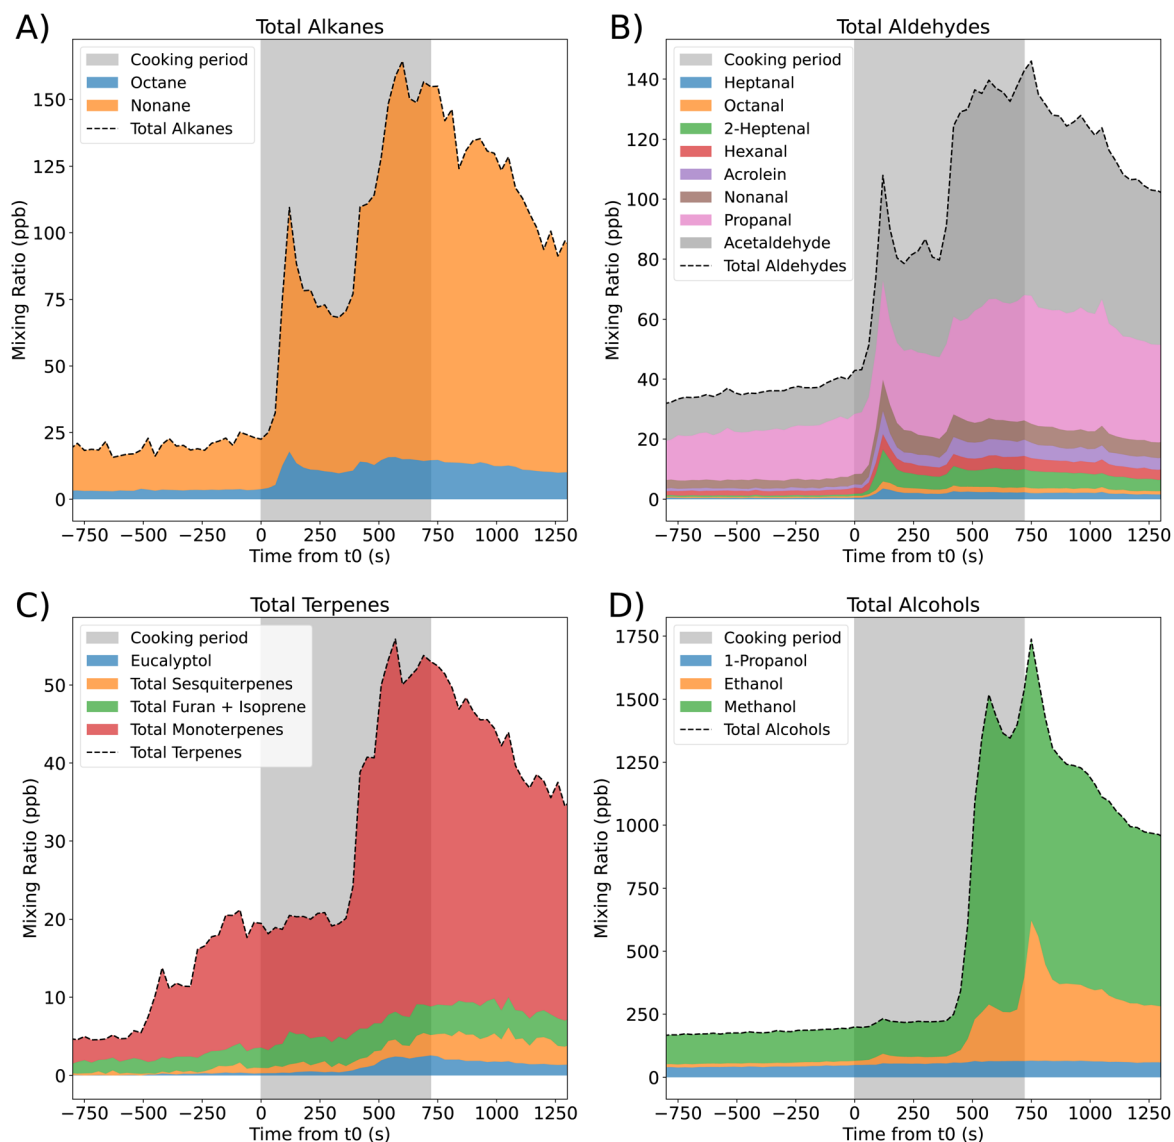 A)
Total Alkanes
Cooking period
Octane
Nonane
Total Alkanes
Mixing Ratio (ppb)
150
125
100
75
50
25
0
−750 −500 −250 0 250 500 750 1000 1250
Time from t0 (s)
B)
Total Aldehydes
Cooking period
Heptanal
Octanal
2-Heptenal
Hexanal
Acrolein
Nonanal
Propanal
Acetaldehyde
Total Aldehydes
Mixing Ratio (ppb)
140
120
100
80
60
40
20
0
−750 −500 −250 0 250 500 750 1000 1250
Time from t0 (s)
C)
Total Terpenes
Cooking period
Eucalyptol
Total Sesquiterpenes
Total Furan + Isoprene
Total Monoterpenes
Total Terpenes
Mixing Ratio (ppb)
50
40
30
20
10
0
−750 −500 −250 0 250 500 750 1000 1250
Time from t0 (s)
D)
Total Alcohols
Cooking period
1-Propanol
Ethanol
Methanol
Total Alcohols
Mixing Ratio (ppb)
1750
1500
1250
1000
750
500
250
0
−750 −500 −250 0 250 500 750 1000 1250
Time from t0 (s)